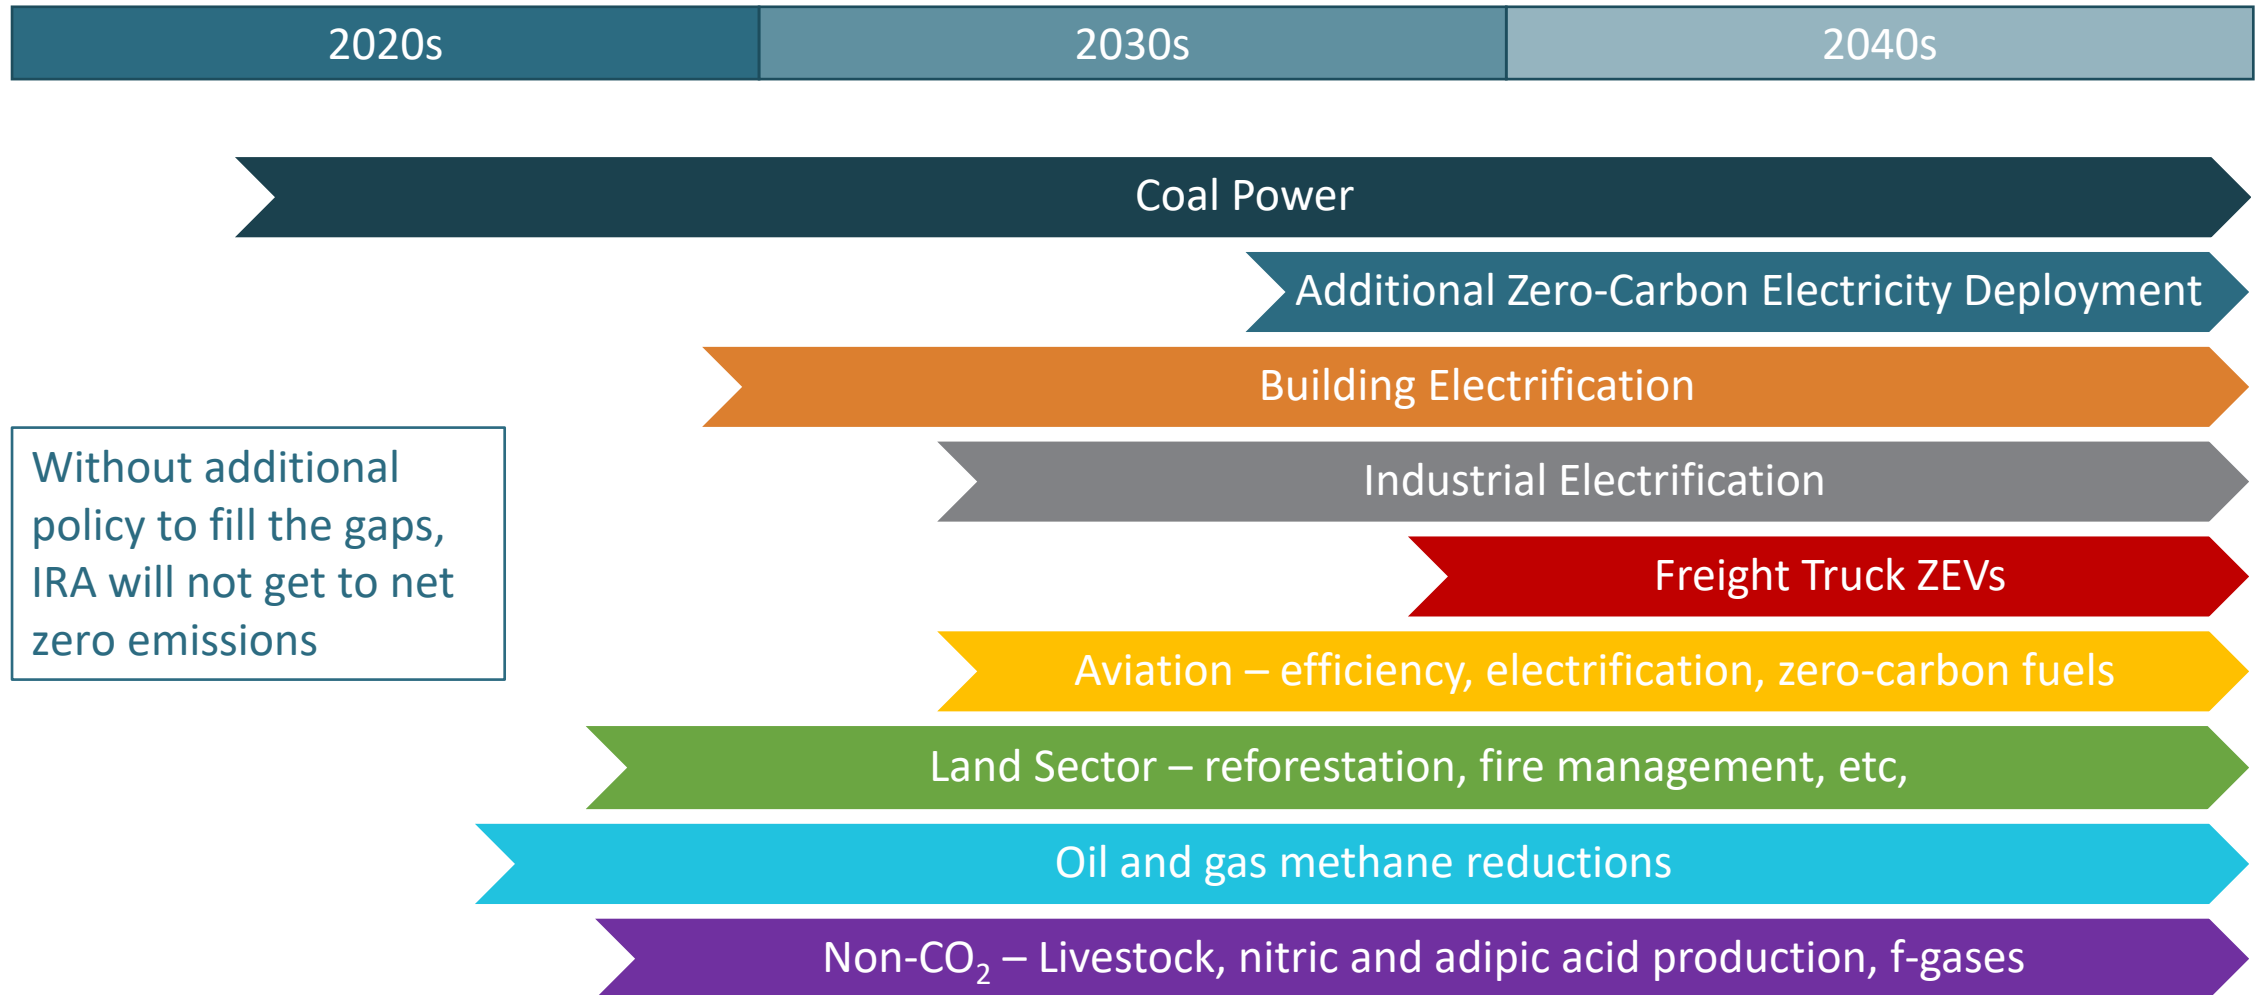 2020s
2030s
2040s
Coal Power
Additional Zero-Carbon Electricity Deployment
Building Electrification
Without additional
policy to fill the gaps,
IRA will not get to net
zero emissions
Industrial Electrification
Freight Truck ZEVs
Aviation – efficiency, electrification, zero-carbon fuels
Land Sector – reforestation, fire management, etc,
Oil and gas methane reductions
Non-CO₂ – Livestock, nitric and adipic acid production, f-gases